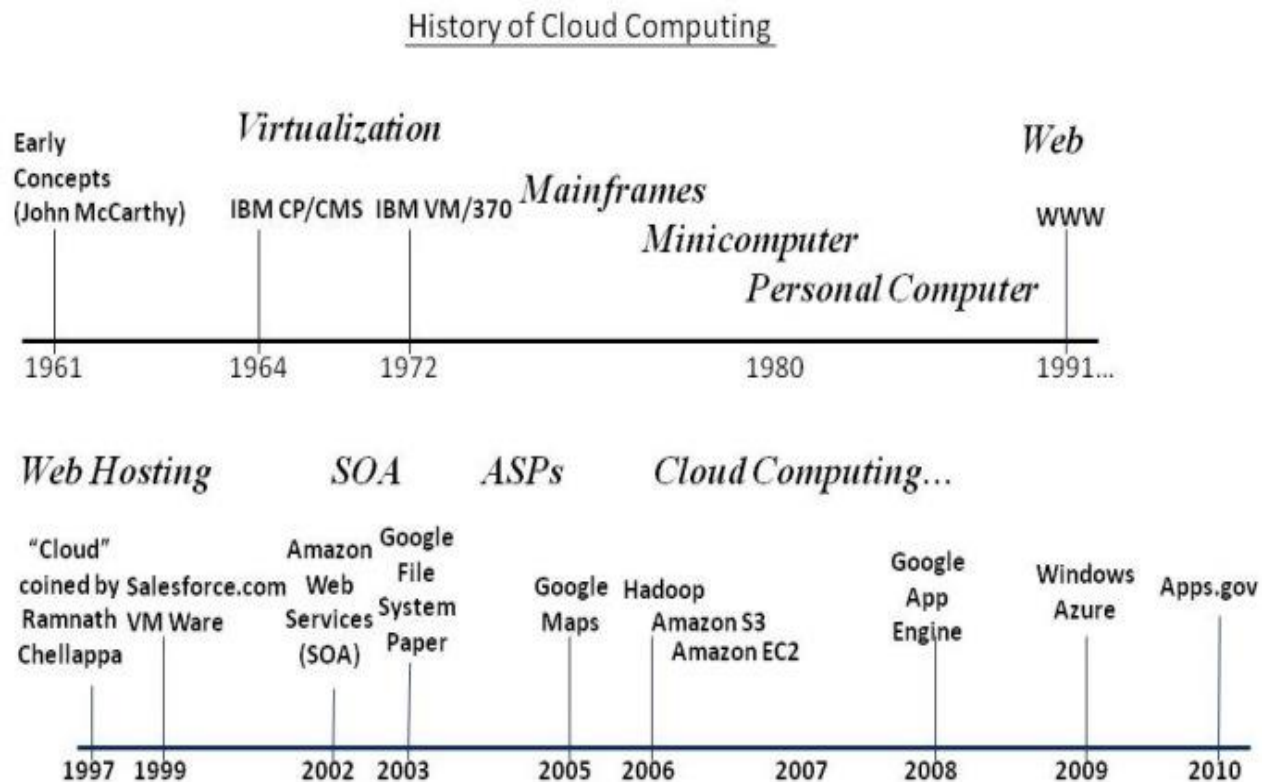 History of Cloud Computing
Virtualization
Web
Early
Concepts
(John McCarthy)
IBM CP/CMS IBM VM/370
Mainframes
Minicomputer
Personal Computer
WWW
1961 1964 1972 1980 1991...
Web Hosting SOA ASPs Cloud Computing...
“Cloud”
coined by
Ramnath
Chellappa
Salesforce.com
VM Ware
Amazon
Web
Services
(SOA)
Google
File
System
Paper
Google
Maps
Hadoop
Amazon S3
Amazon EC2
Google
App
Engine
Windows
Azure
Apps.gov
1997 1999 2002 2003 2005 2006 2007 2008 2009 2010